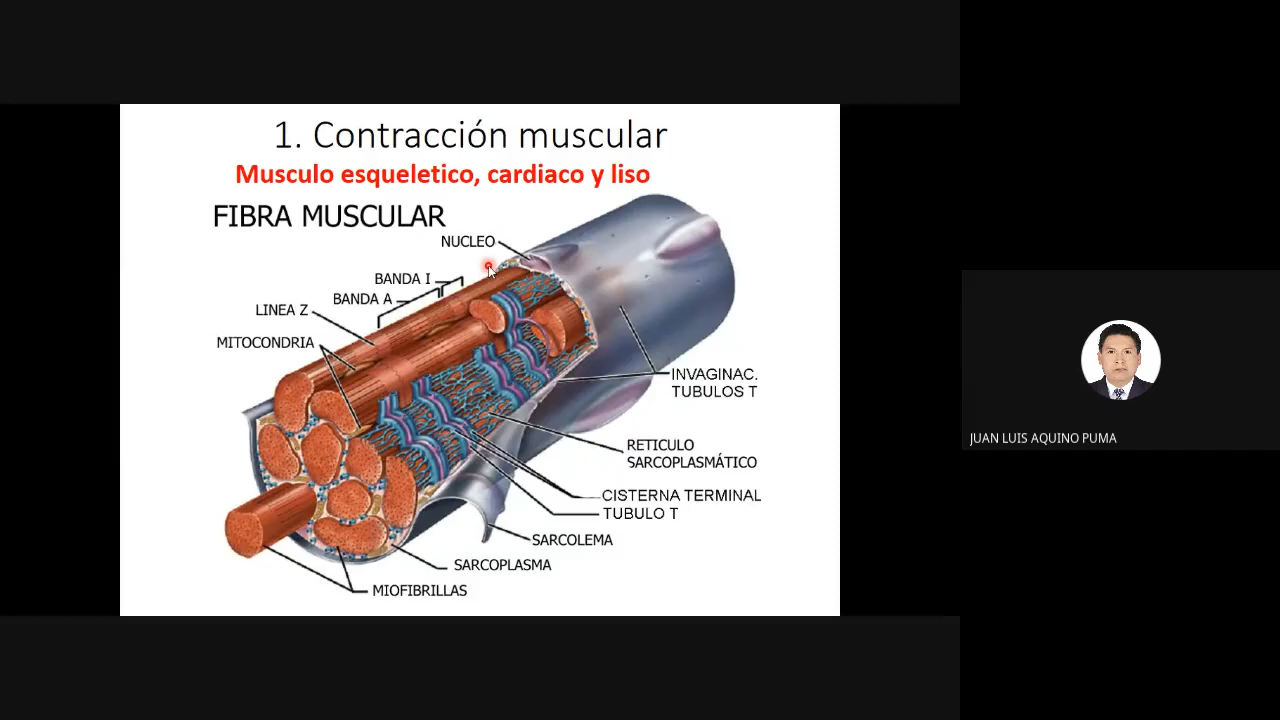 1. Contracción muscular
Musculo esqueletico, cardiaco y liso
FIBRA MUSCULAR
NUCLEO
BANDA I
BANDA A
LINEA Z
MITOCONDRIA
INVAGINAC.
TUBULOS T
RETICULO
SARCOPLASMÁTICO
CISTERNA TERMINAL
TUBULO T
SARCOLEMA
SARCOPLASMA
MIOFIBRILLAS
JUAN LUIS AQUINO PUMA